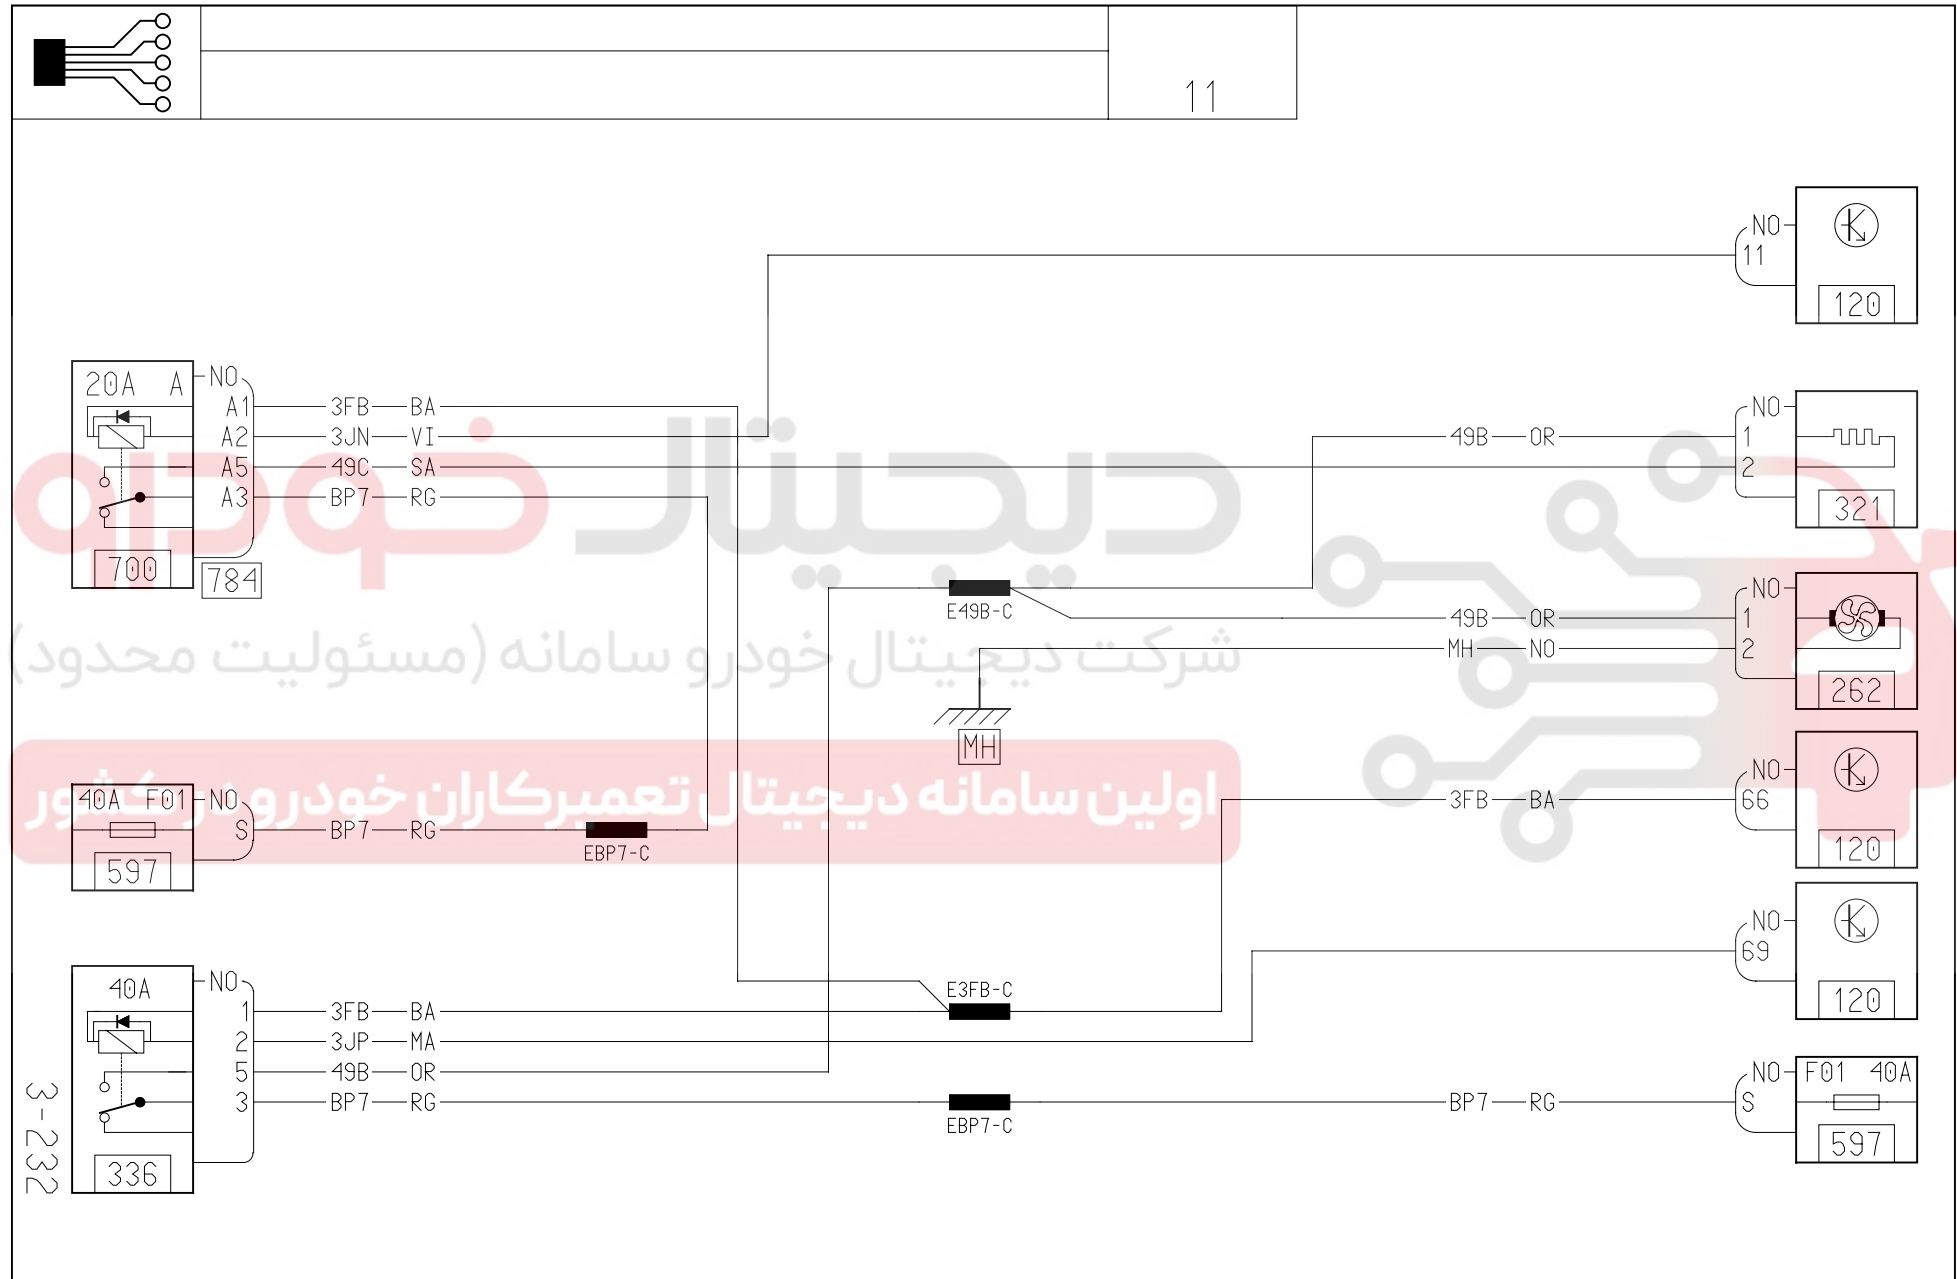 11
NO
11
120
20A A
NO
A1 3FB BA
A2 3JN VI
A5 49C SA
A3 BP7 RG
700
784
NO
49B OR 1
2
321
E49B-C
NO
49B OR 1
MH NO 2
262
MH
دیجیتال خودرو
شرکت دیجیتال خودرو سامانه (مسئولیت محدود)
اولین سامانه دیجیتال تعمیرکاران خودرو در کشور
40A F01 NO
BP7 RG S
EBP7-C
597
NO
3FB BA 66
120
NO
69
120
40A
NO
1 3FB BA
E3FB-C
2 3JP MA
5 49B OR
3 BP7 RG
EBP7-C
336
BP7 RG S
NO F01 40A
597
3-232